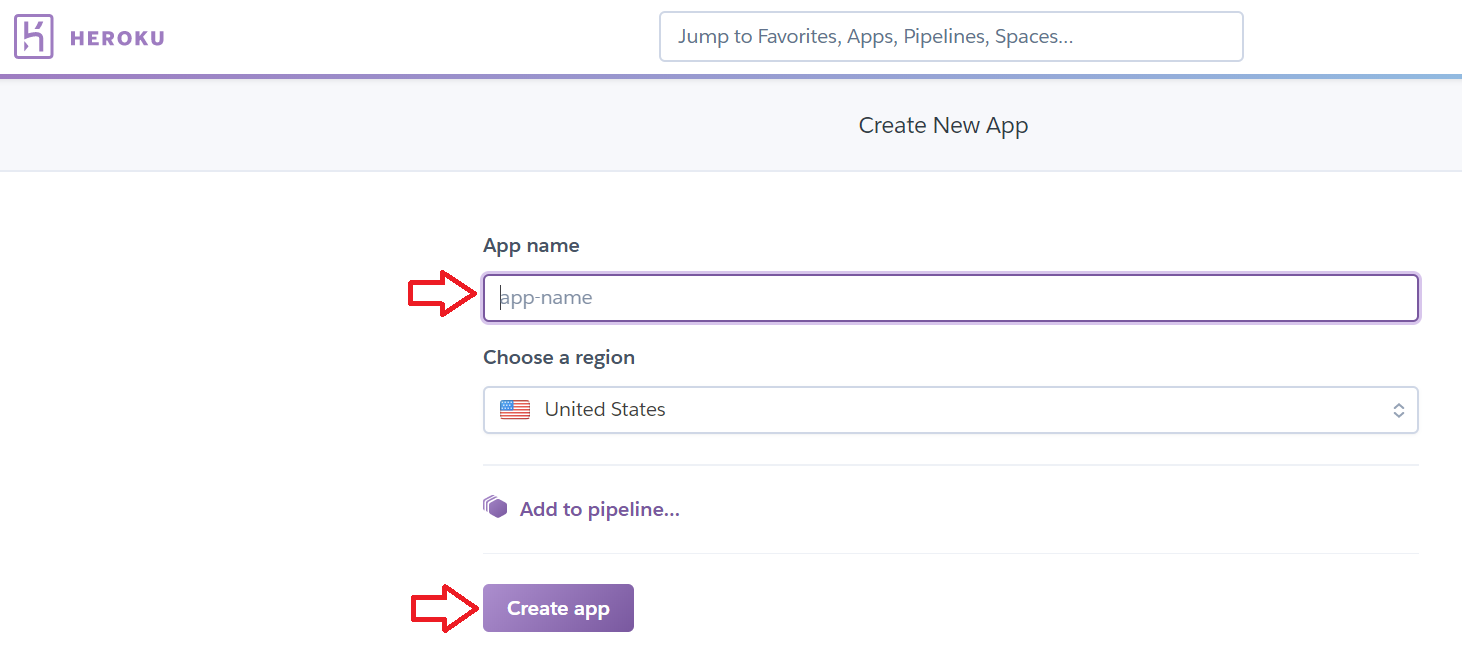 HEROKU
Jump to Favorites, Apps, Pipelines, Spaces...
Create New App
App name
app-name
Choose a region
United States
Add to pipeline...
Create app